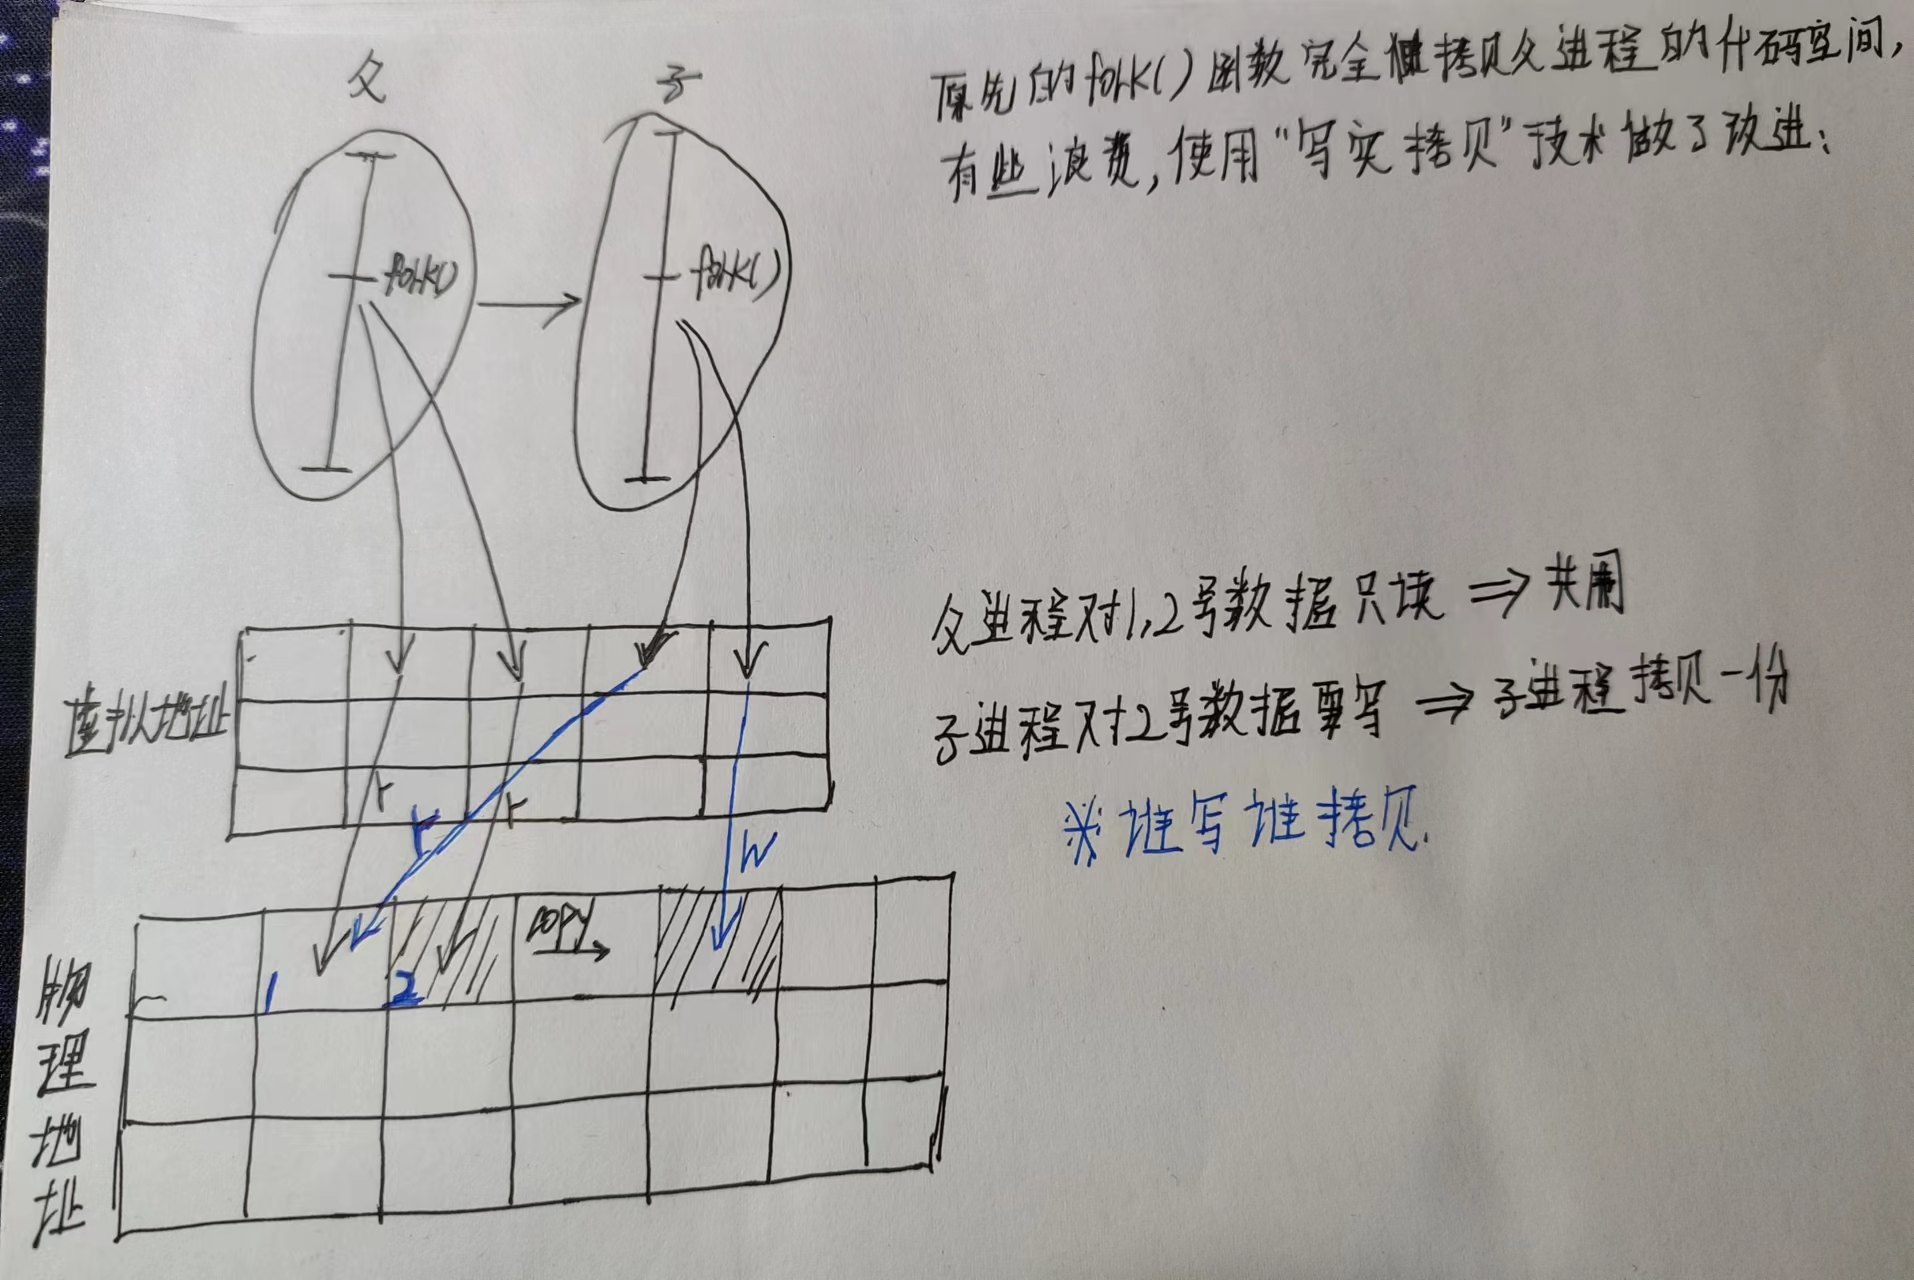 父 子
原先的fork()函数完全拷贝父进程的代码空间,
有些浪费,使用"写实拷贝"技术做了改进:
fork() fork()
父进程对1,2号数据只读 ⇒ 共用
虚拟地址
子进程对2号数据要写 ⇒ 子进程拷贝一份
r r r
※谁写谁拷贝.
W
copy
1 2
物理地址